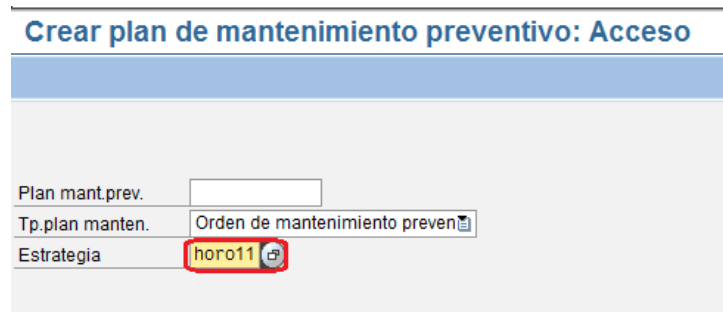 Crear plan de mantenimiento preventivo: Acceso
Plan mant.prev.
Tp.plan manten. Orden de mantenimiento preven
Estrategia horo11